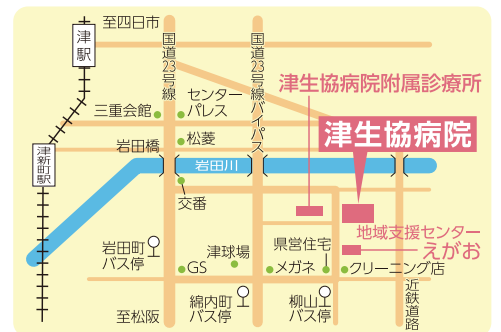 至四日市
津駅
国道23号線
国道23号線バイパス
センター
パレス
津生協病院附属診療所
三重会館
松菱
津生協病院
岩田橋
津新町駅
岩田川
交番
地域支援センター
えがお
岩田町
バス停
津球場
県営住宅
GS
メガネ
クリーニング店
綿内町
バス停
柳山
バス停
近鉄道路
至松阪